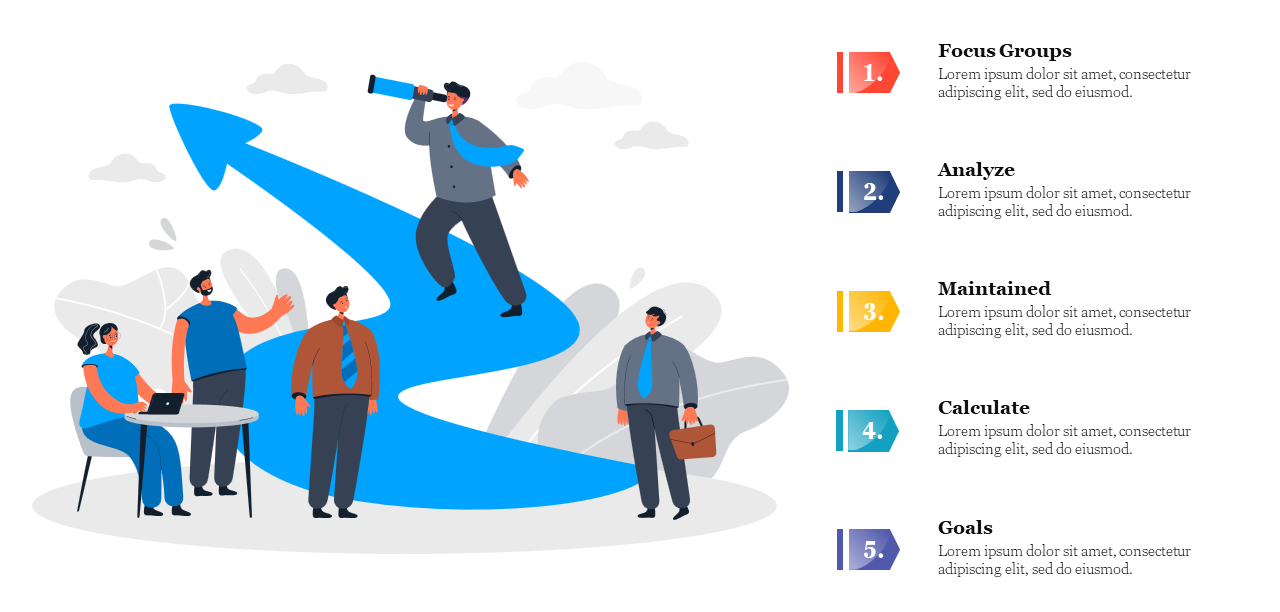 1.
Focus Groups
Lorem ipsum dolor sit amet, consectetur
adipiscing elit, sed do eiusmod.
2.
Analyze
Lorem ipsum dolor sit amet, consectetur
adipiscing elit, sed do eiusmod.
3.
Maintained
Lorem ipsum dolor sit amet, consectetur
adipiscing elit, sed do eiusmod.
4.
Calculate
Lorem ipsum dolor sit amet, consectetur
adipiscing elit, sed do eiusmod.
5.
Goals
Lorem ipsum dolor sit amet, consectetur
adipiscing elit, sed do eiusmod.